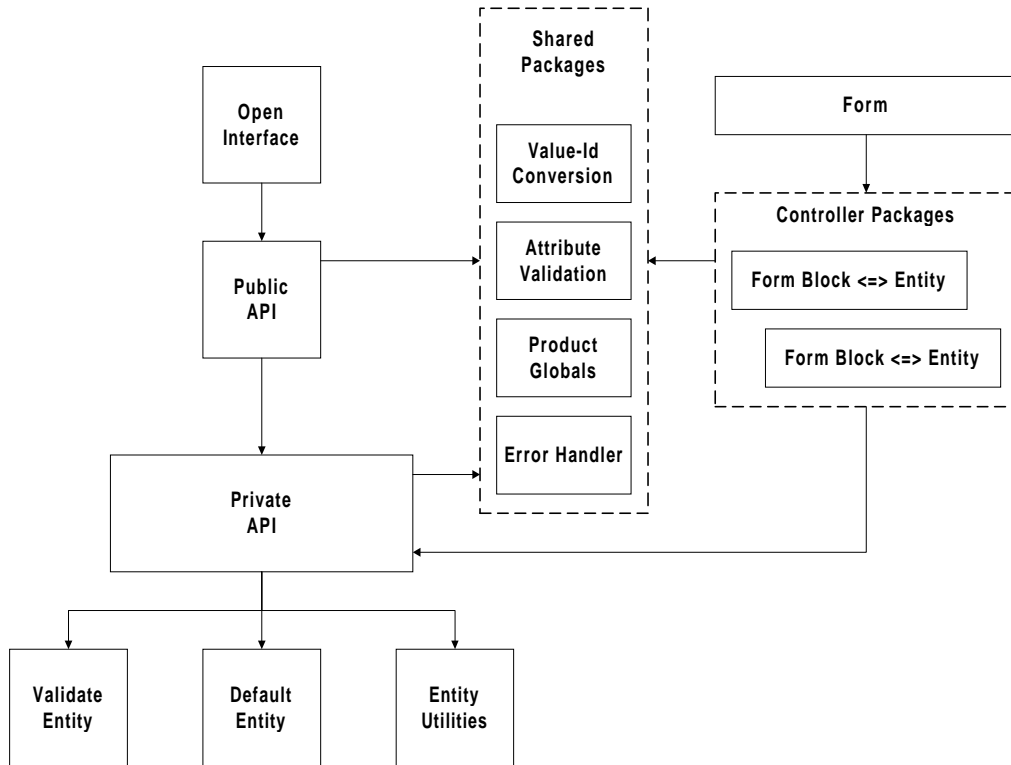 Shared
Packages
Open
Interface
Form
Value-Id
Conversion
Controller Packages
Public
API
Attribute
Validation
Form Block <=> Entity
Product
Globals
Form Block <=> Entity
Error Handler
Private
API
Validate
Entity
Default
Entity
Entity
Utilities